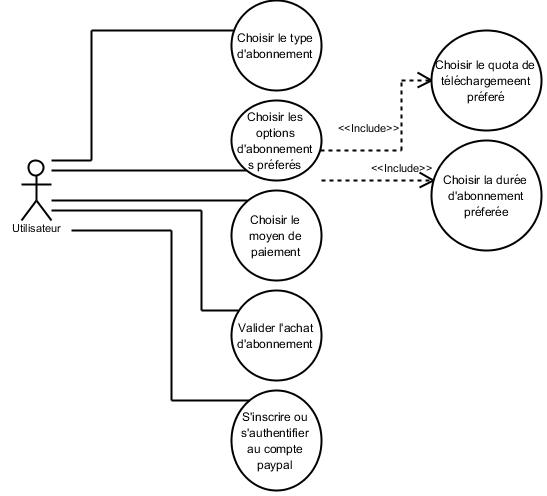 Choisir le type
d'abonnement
Choisir les
options
d'abonnement
s préferés
<<Include>>
Choisir le quota de
téléchargemeent
préferé
<<Include>>
Choisir la durée
d'abonnement
préferée
Utilisateur
Choisir le
moyen de
paiement
Valider l'achat
d'abonnement
S'inscrire ou
s'authentifier
au compte
paypal